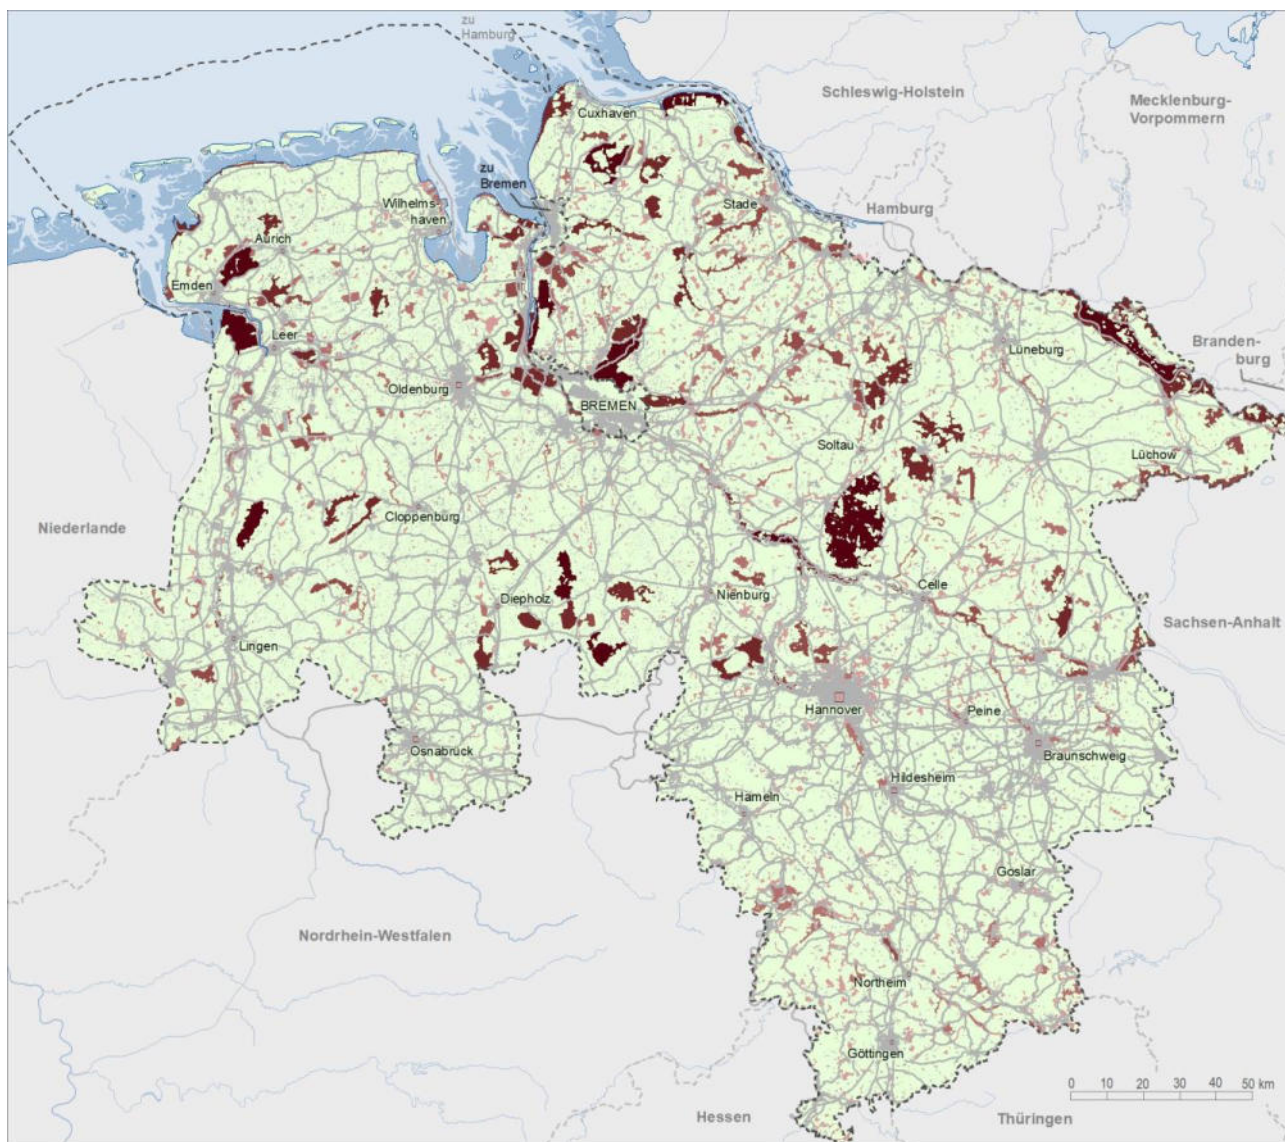 zu
Hamburg
Schleswig-Holstein
Mecklenburg-
Vorpommern
Cuxhaven
zu
Bremen
Wilhelms-
haven
Stade
Hamburg
Aurich
Emden
Leer
Lüneburg
Branden-
burg
Oldenburg
BREMEN
Soltau
Lüchow
Niederlande
Cloppenburg
Celle
Diepholz
Nienburg
Sachsen-Anhalt
Lingen
Hannover
Peine
Osnabrück
Braunschweig
Hildesheim
Hameln
Goslar
Nordrhein-Westfalen
Northeim
Göttingen
0 10 20 30 40 50 km
Hessen
Thüringen